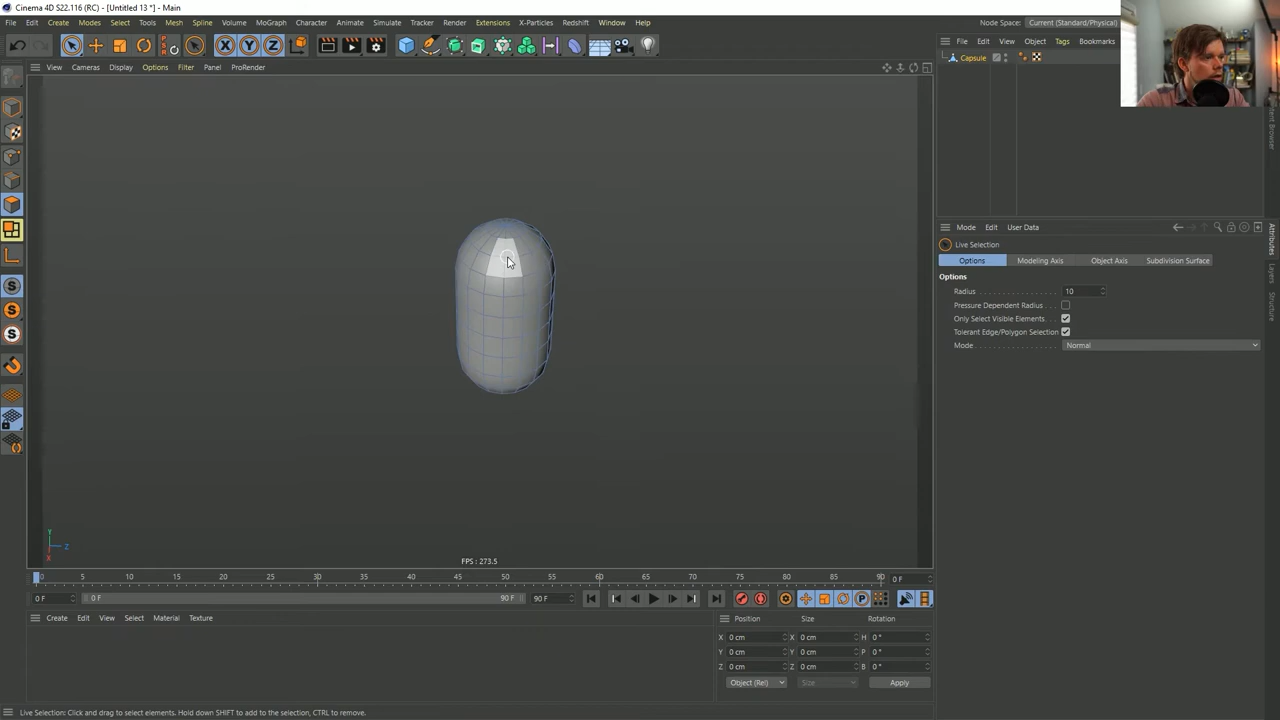 Cinema 4D S22.116 (RC) - [Untitled 13 *] - Main
File Edit Create Modes Select Tools Mesh Spline Volume MoGraph Character Animate Simulate Tracker Render Extensions X-Particles Redshift Window Help
Node Space: Current (Standard/Physical)
X Y Z PSR
File Edit View Object Tags Bookmarks
View Cameras Display Options Filter Panel ProRender
Capsule
Content Browser
Mode Edit User Data
Attributes
Layers
Structure
Live Selection
Options Modeling Axis Object Axis Subdivision Surface
Options
Radius 10
Pressure Dependent Radius
Only Select Visible Elements
Tolerant Edge/Polygon Selection
Mode Normal
S
S
S
Y
Z
X
FPS : 273.5
0 5 10 15 20 25 30 35 40 45 50 55 60 65 70 75 80 85 90 0 F
0 F 0 F 90 F 90 F
P
Create Edit View Select Material Texture
Position Size Rotation
X 0 cm X 0 cm H 0 °
Y 0 cm Y 0 cm P 0 °
Z 0 cm Z 0 cm B 0 °
Object (Rel) Size Apply
Live Selection: Click and drag to select elements. Hold down SHIFT to add to the selection, CTRL to remove.